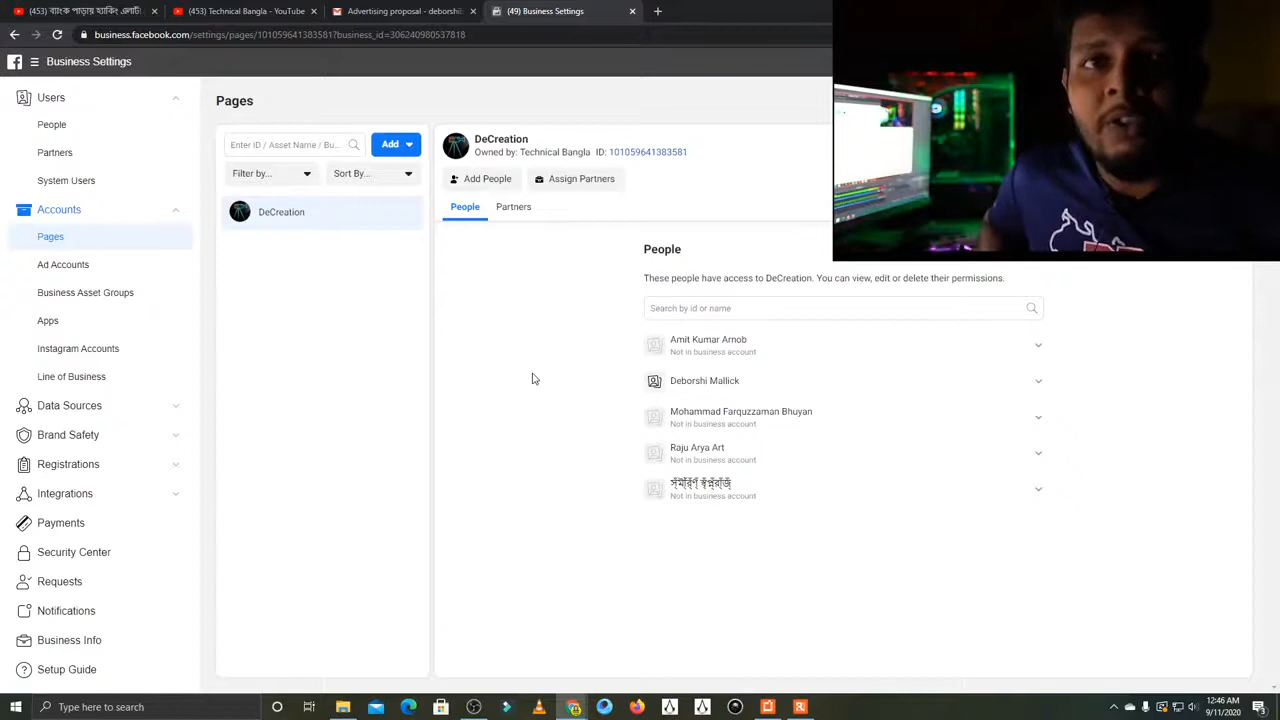 (453) ব্যাংক পাড়ায় হ্যাকিং এলার্ট!
(453) Technical Bangla - YouTube
Advertising proposal - deborshi
(49) Business Settings
business.facebook.com/settings/pages/101059641383581?business_id=306240980537818
Business Settings
Users
People
Partners
System Users
Accounts
Pages
Ad Accounts
Business Asset Groups
Apps
Instagram Accounts
Line of Business
Data Sources
Brand Safety
Registrations
Integrations
Payments
Security Center
Requests
Notifications
Business Info
Setup Guide
Pages
Enter ID / Asset Name / Bu...
Add
Filter by...
Sort By...
DeCreation
DeCreation
Owned by: Technical Bangla ID: 101059641383581
Add People
Assign Partners
People
Partners
People
These people have access to DeCreation. You can view, edit or delete their permissions.
Search by id or name
Amit Kumar Arnob
Not in business account
Deborshi Mallick
Mohammad Farquzzaman Bhuyan
Not in business account
Raju Arya Art
Not in business account
Not in business account
Type here to search
12:46 AM
9/11/2020